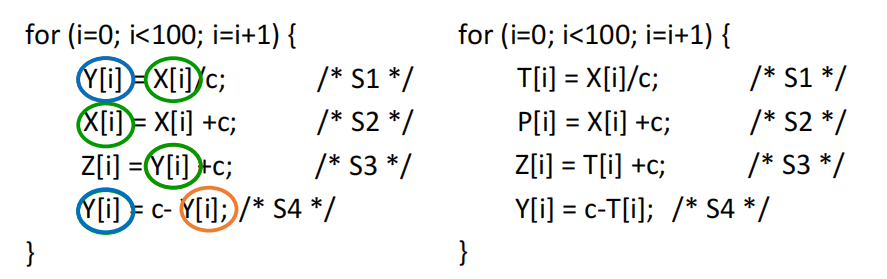 for (i=0; i<100; i=i+1) {
Y[i] = X[i]/c; /* S1 */
X[i] = X[i] +c; /* S2 */
Z[i] = Y[i] +c; /* S3 */
Y[i] = c- Y[i]; /* S4 */
}
for (i=0; i<100; i=i+1) {
T[i] = X[i]/c; /* S1 */
P[i] = X[i] +c; /* S2 */
Z[i] = T[i] +c; /* S3 */
Y[i] = c-T[i]; /* S4 */
}